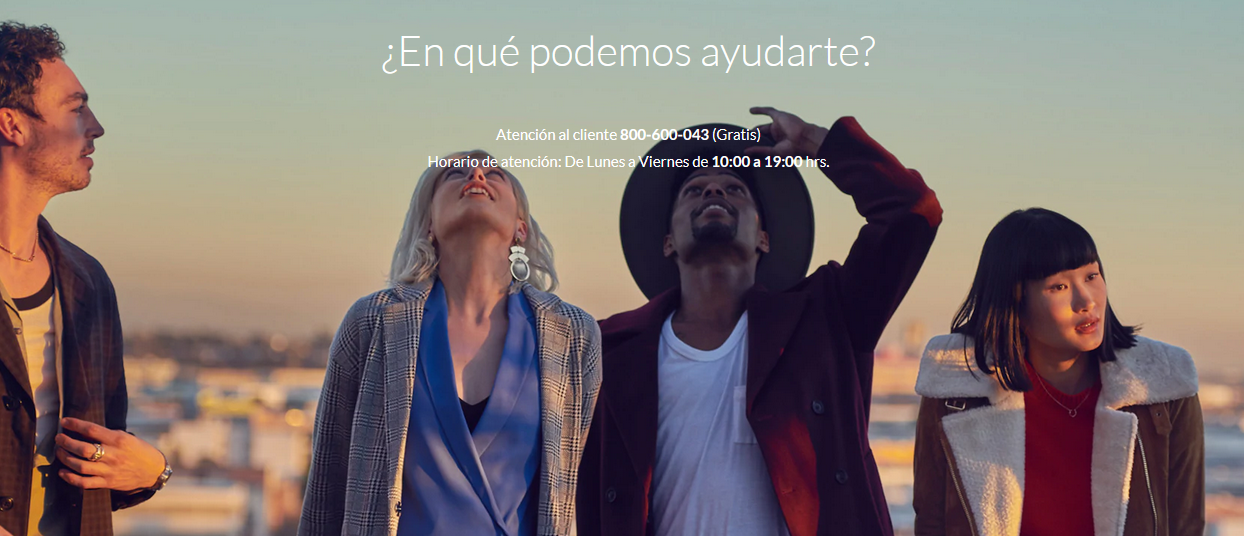 ¿En qué podemos ayudarte?
Atención al cliente 800-600-043 (Gratis)
Horario de atención: De Lunes a Viernes de 10:00 a 19:00 hrs.